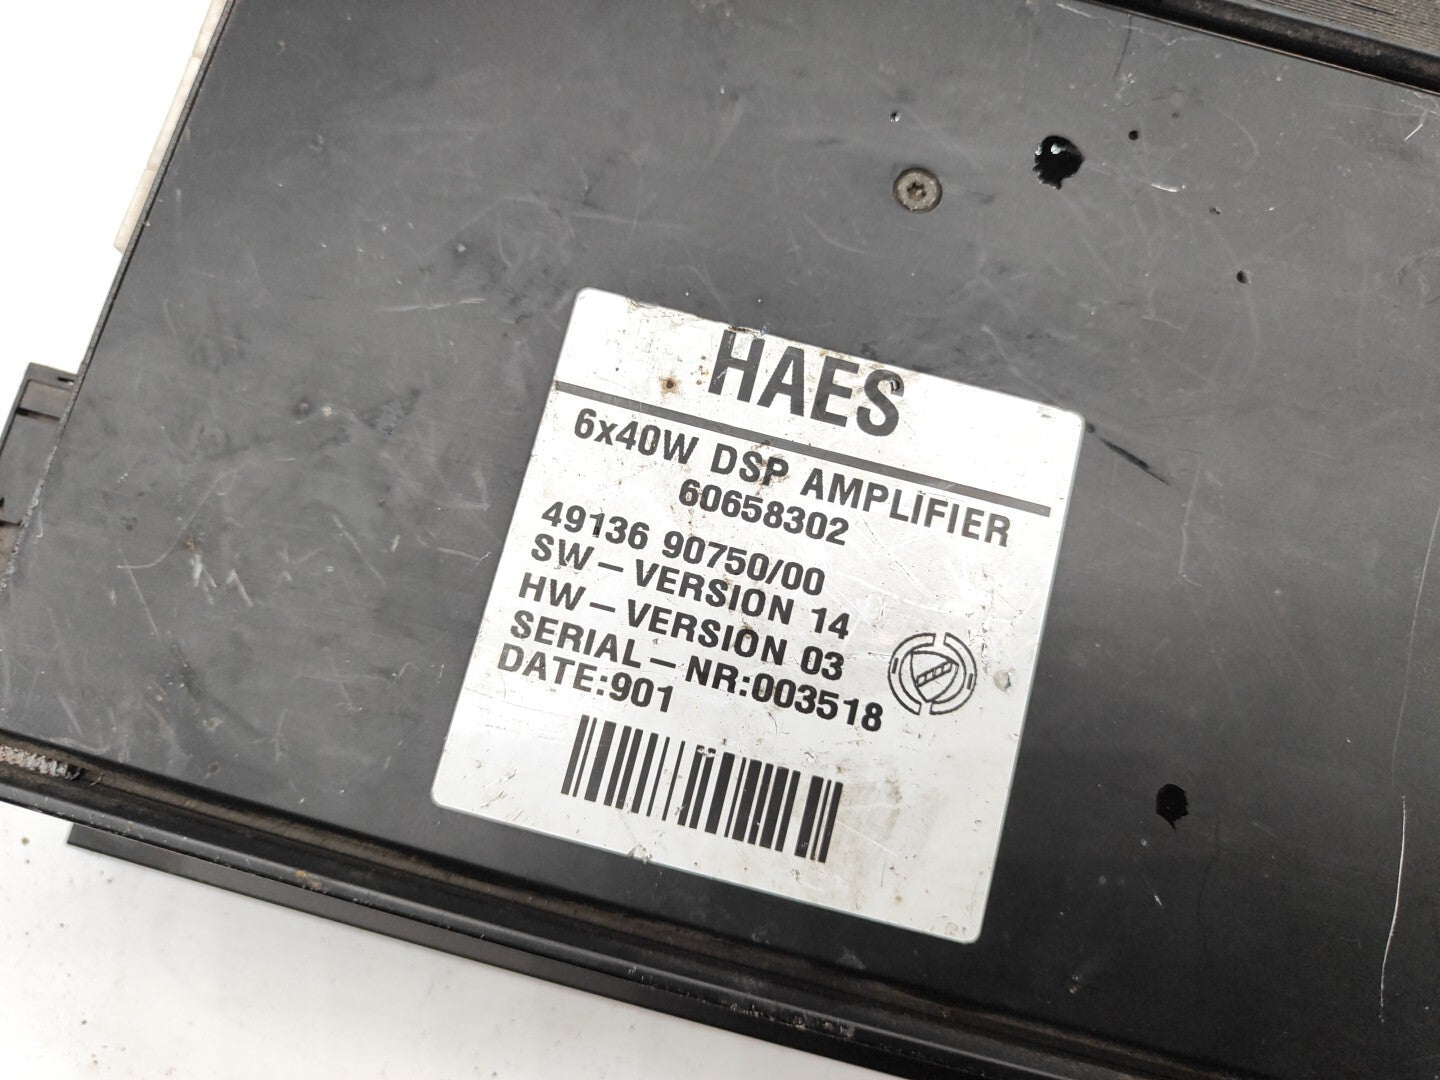 HAES
6x40W DSP AMPLIFIER
60658302
49136 90750/00
SW-VERSION 14
HW-VERSION 03
SERIAL-NR:003518
DATE:901